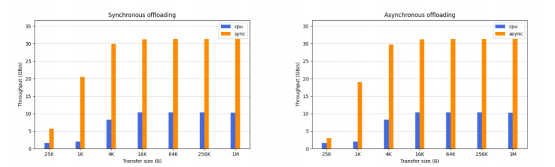 Synchronous offloading
cpu
sync
Throughput (GB/s)
35
30
25
20
15
10
5
0
256
1K
4K
16K
64K
256K
1M
Transfer size (B)
Asynchronous offloading
cpu
async
Throughput (GB/s)
35
30
25
20
15
10
5
0
256
1K
4K
16K
64K
256K
1M
Transfer size (B)